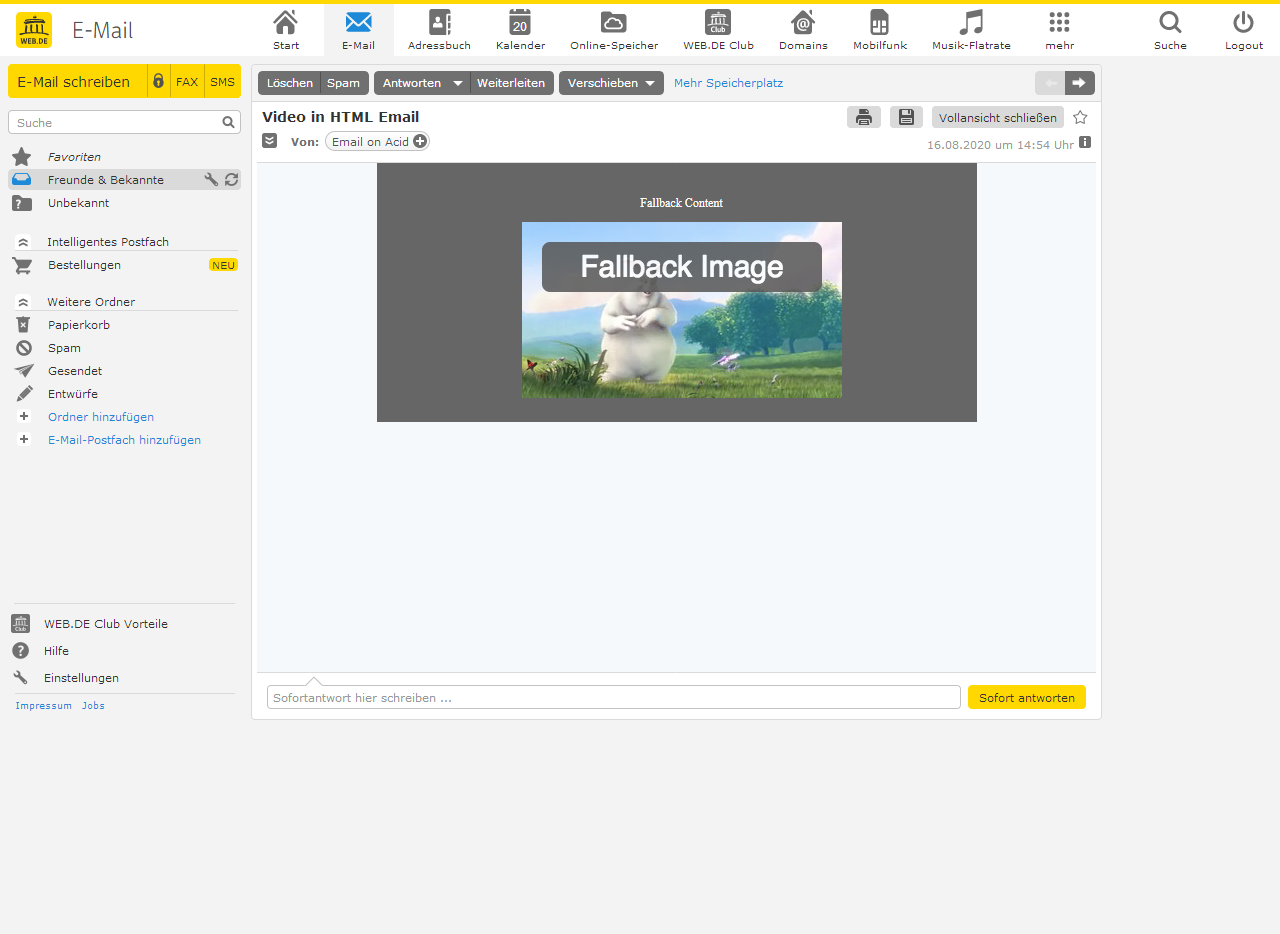 WEB.DE E-Mail
Start E-Mail Adressbuch 20 Kalender Online-Speicher Club WEB.DE Club Domains Mobilfunk Musik-Flatrate mehr Suche Logout
E-Mail schreiben FAX SMS
Suche
Favoriten
Freunde & Bekannte
Unbekannt
Intelligentes Postfach
Bestellungen NEU
Weitere Ordner
Papierkorb
Spam
Gesendet
Entwürfe
Ordner hinzufügen
E-Mail-Postfach hinzufügen
Club WEB.DE Club Vorteile
Hilfe
Einstellungen
Impressum Jobs
Löschen Spam Antworten Weiterleiten Verschieben Mehr Speicherplatz
Video in HTML Email Vollansicht schließen
Von: Email on Acid 16.08.2020 um 14:54 Uhr
Fallback Content
Fallback Image
Sofortantwort hier schreiben ... Sofort antworten